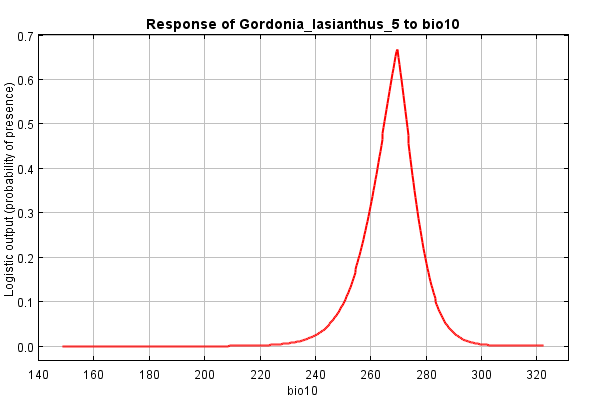 Response of Gordonia_lasianthus_5 to bio10
Logistic output (probability of presence)
0.7
0.6
0.5
0.4
0.3
0.2
0.1
0.0
140 160 180 200 220 240 260 280 300 320
bio10